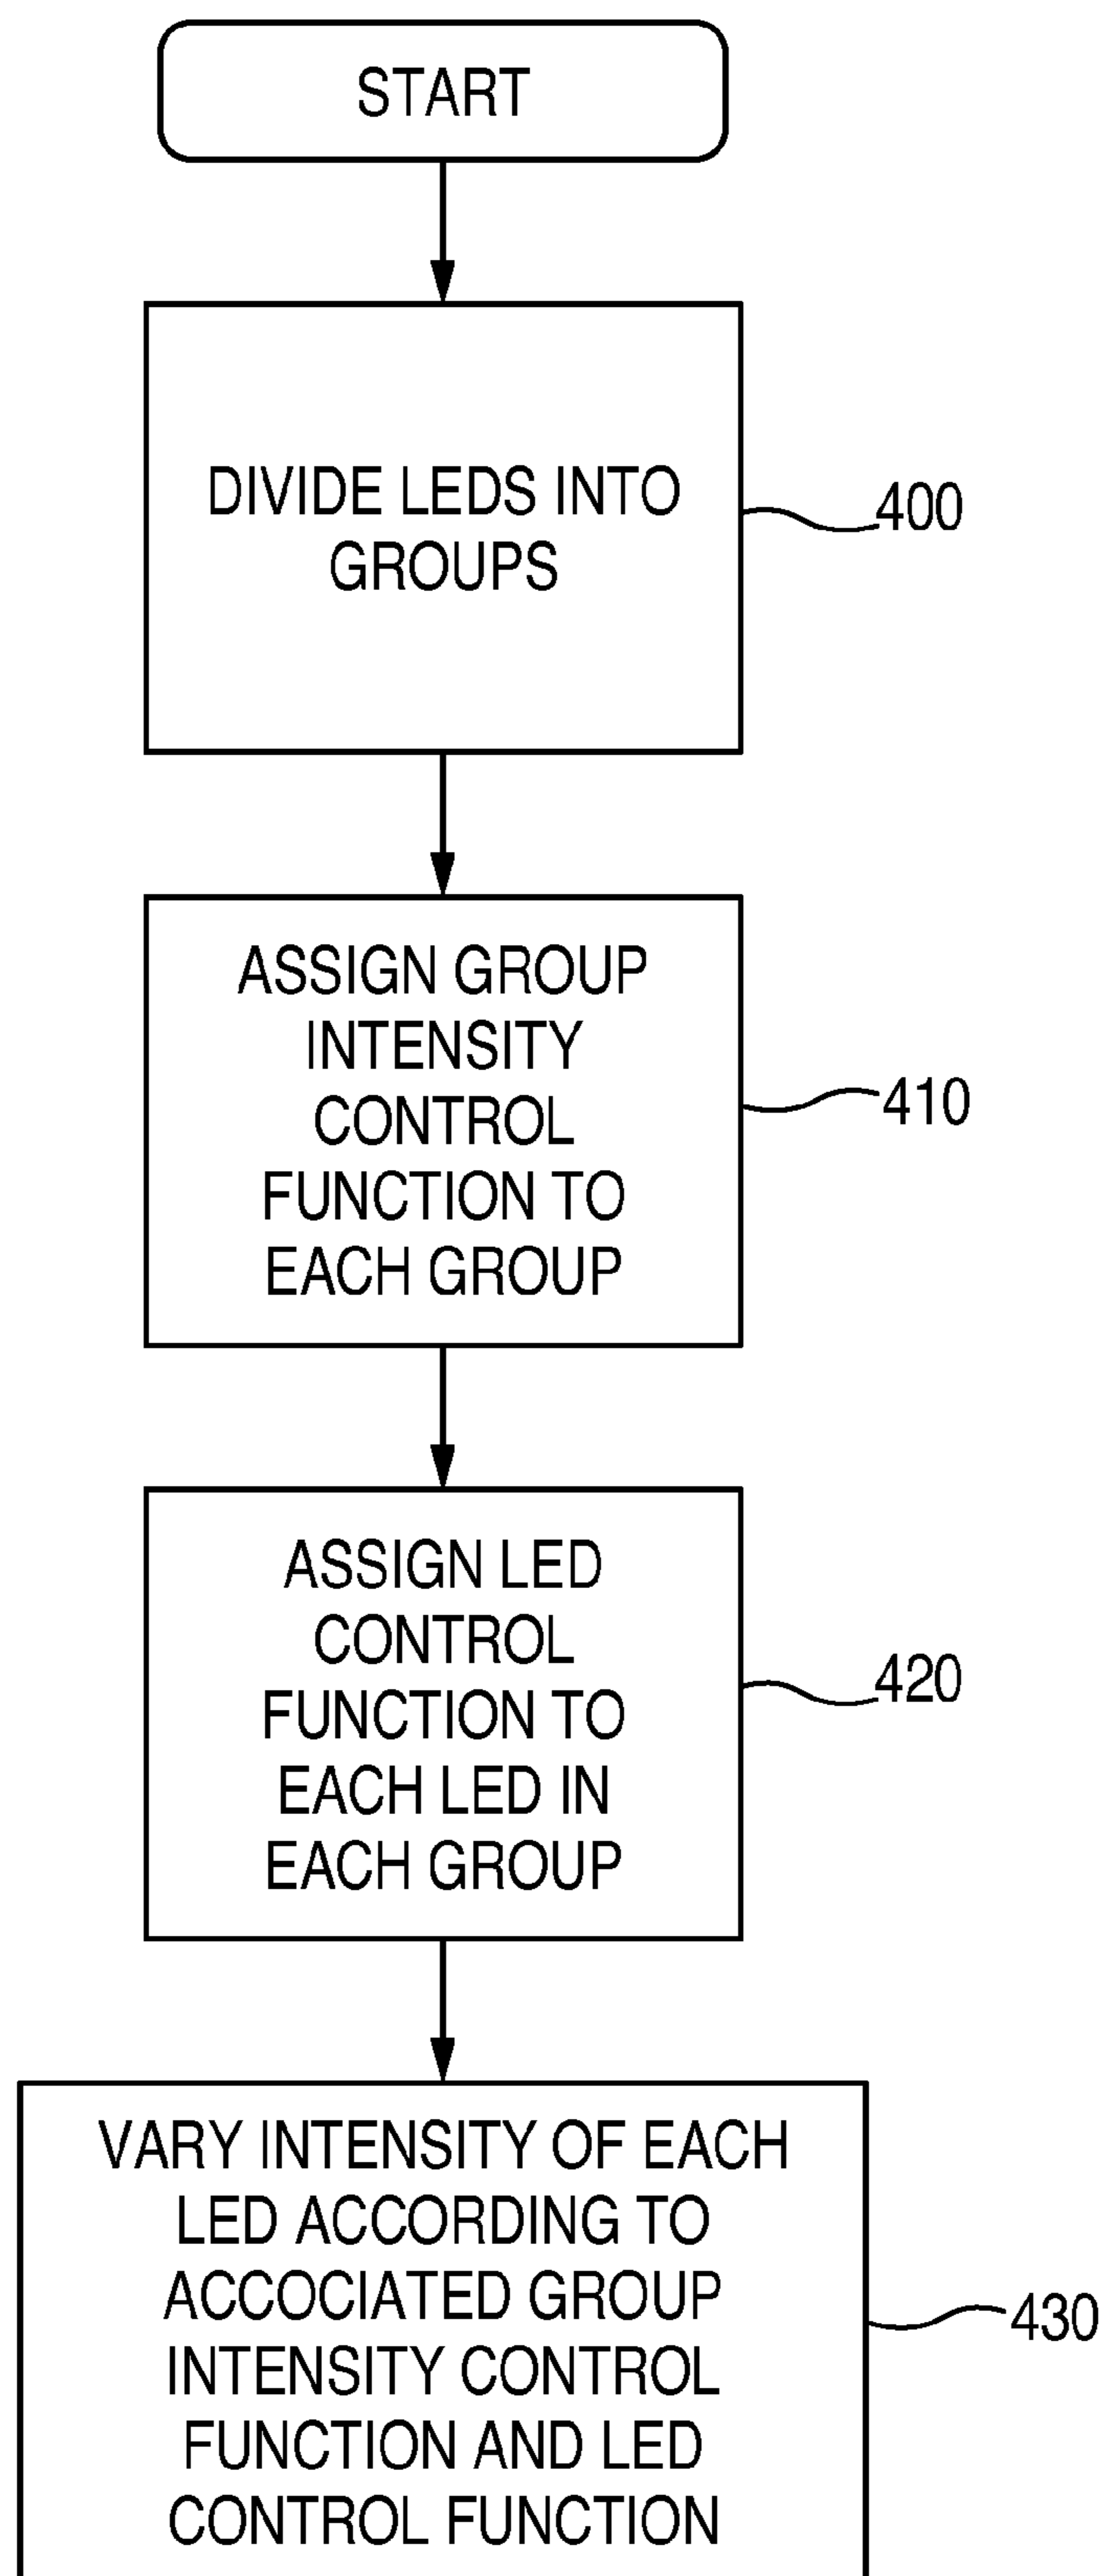 START
DIVIDE LEDS INTO
GROUPS
400
ASSIGN GROUP
INTENSITY
CONTROL
FUNCTION TO
EACH GROUP
410
ASSIGN LED
CONTROL
FUNCTION TO
EACH LED IN
EACH GROUP
420
VARY INTENSITY OF EACH
LED ACCORDING TO
ACCOCIATED GROUP
INTENSITY CONTROL
FUNCTION AND LED
CONTROL FUNCTION
430